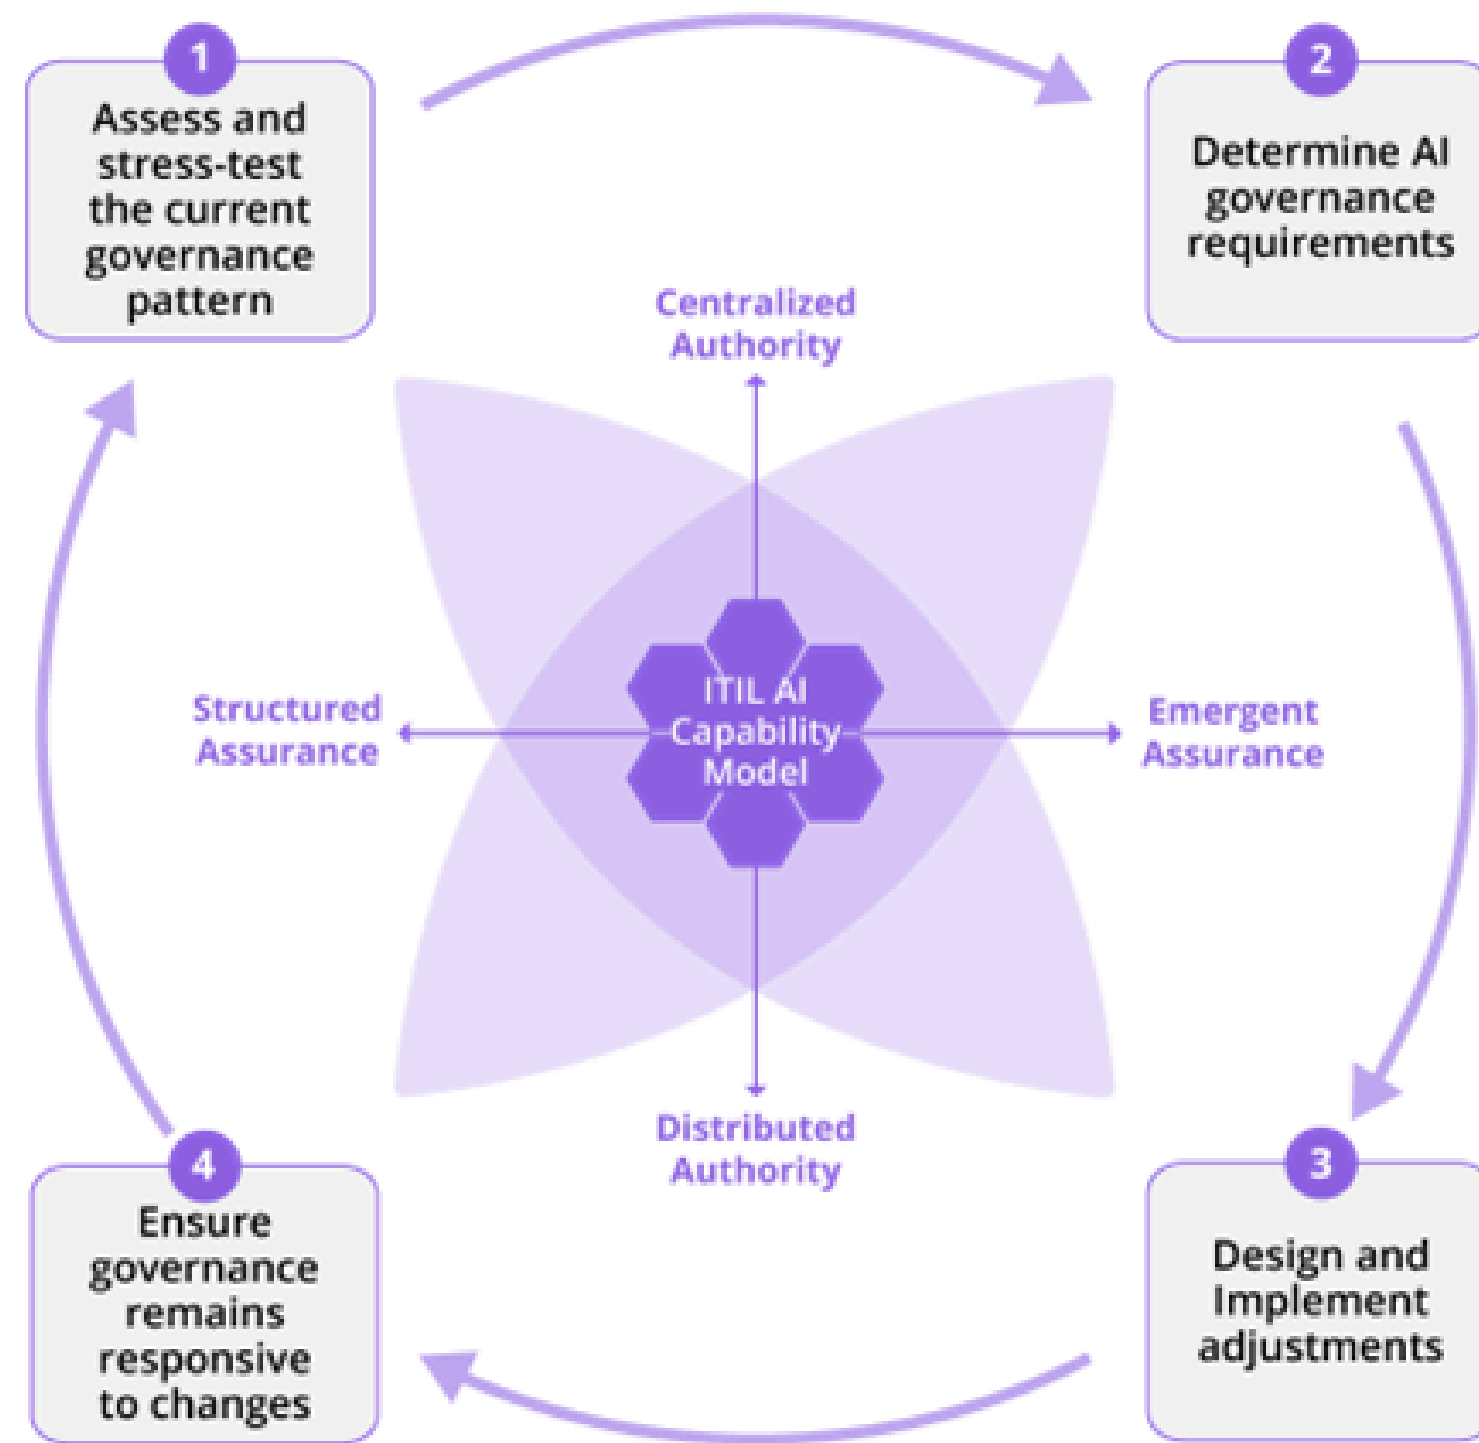 1
Assess and
stress-test
the current
governance
pattern
2
Determine AI
governance
requirements
Centralized
Authority
Structured
Assurance
ITIL AI
Capability
Model
Emergent
Assurance
Distributed
Authority
4
Ensure
governance
remains
responsive
to changes
3
Design and
Implement
adjustments